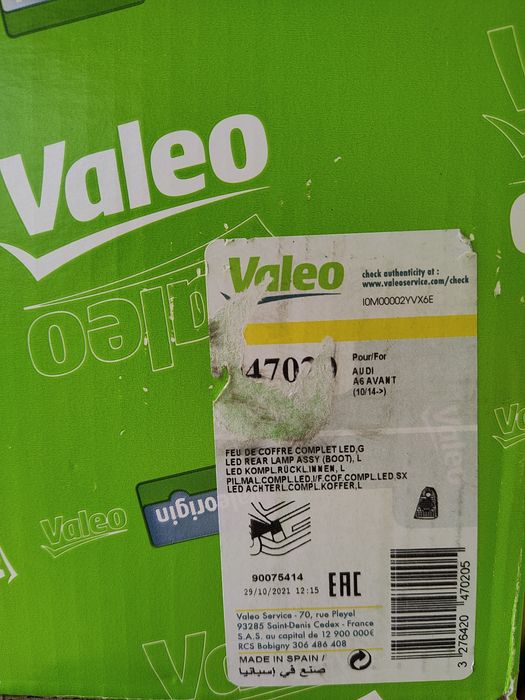 Valeo
Valeo
Valeo
check authenticity at :
www.valeoservice.com/check
I0M00002YVX6E
Pour/For
AUDI
A6 AVANT
(10/14->)
FEU DE COFFRE COMPLET LED,G
LED REAR LAMP ASSY (BOOT), L
LED KOMPL.RÜCKL.INNEN, L
PIL.MAL.COMPL.LED./F.COF.COMPL.LED,SX
LED ACHTERL.COMPL.KOFFER,L
Valeo
origin
Valeo
90075414
29/10/2021 12:15
EAC
Valeo Service - 70, rue Pleyel
93285 Saint-Denis Cedex - France
S.A.S. au capital de 12 900 000€
RCS Bobigny 306 486 408
MADE IN SPAIN /
صنع في إسبانيا
3 276420 470205